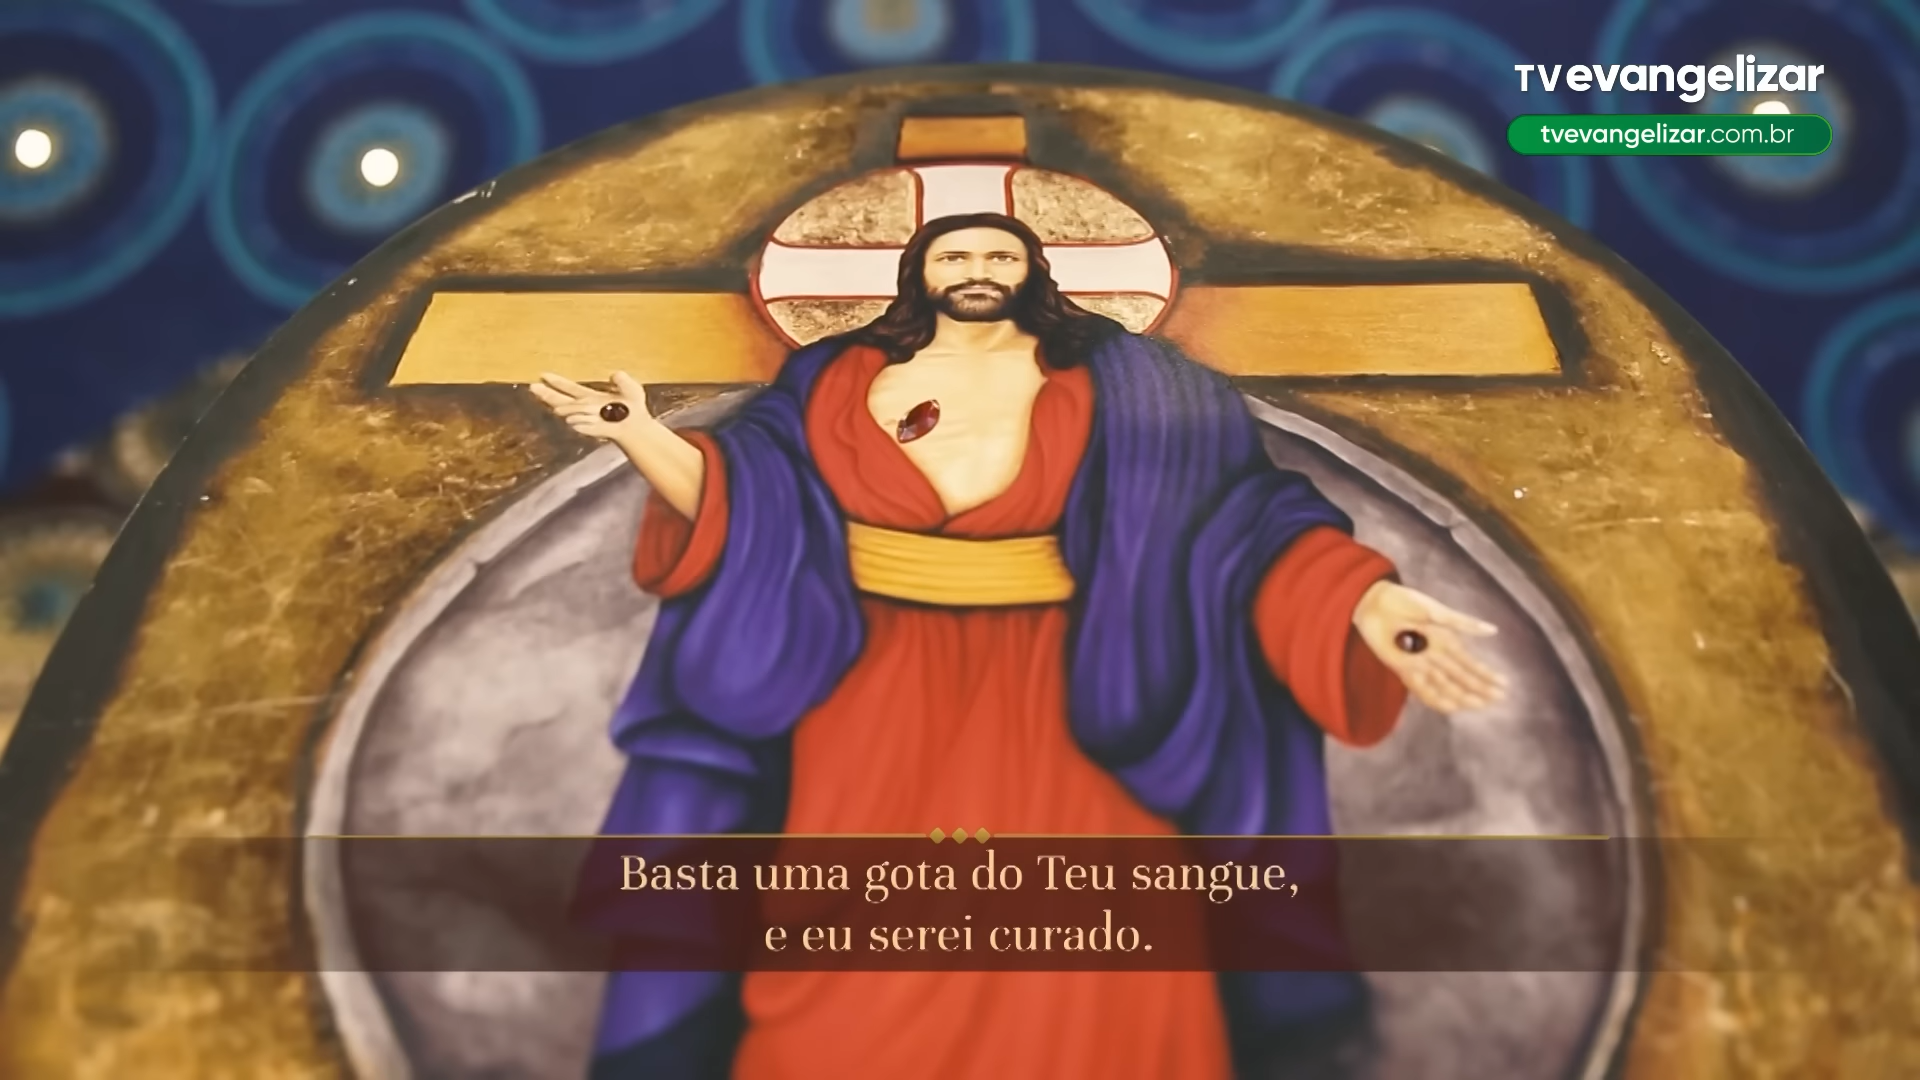 TVevangelizar
tvevangelizar.com.br
Basta uma gota do Teu sangue,
e eu serei curado.